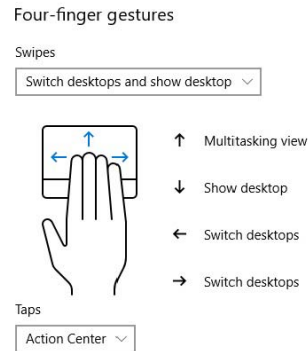 Four-finger gestures
Swipes
Switch desktops and show desktop
Multitasking view
Show desktop
Switch desktops
Switch desktops
Taps
Action Center